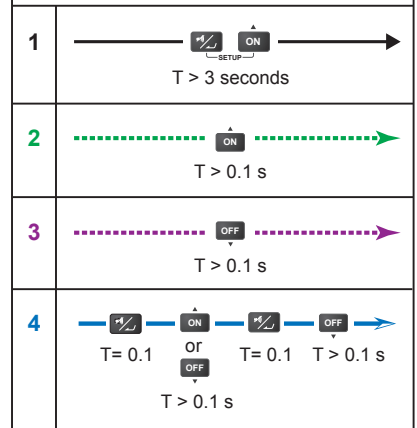 1
ON
SETUP
T > 3 seconds
2
ON
T > 0.1 s
3
OFF
T > 0.1 s
4
ON OFF
T= 0.1 or T= 0.1 T > 0.1 s
OFF
T > 0.1 s